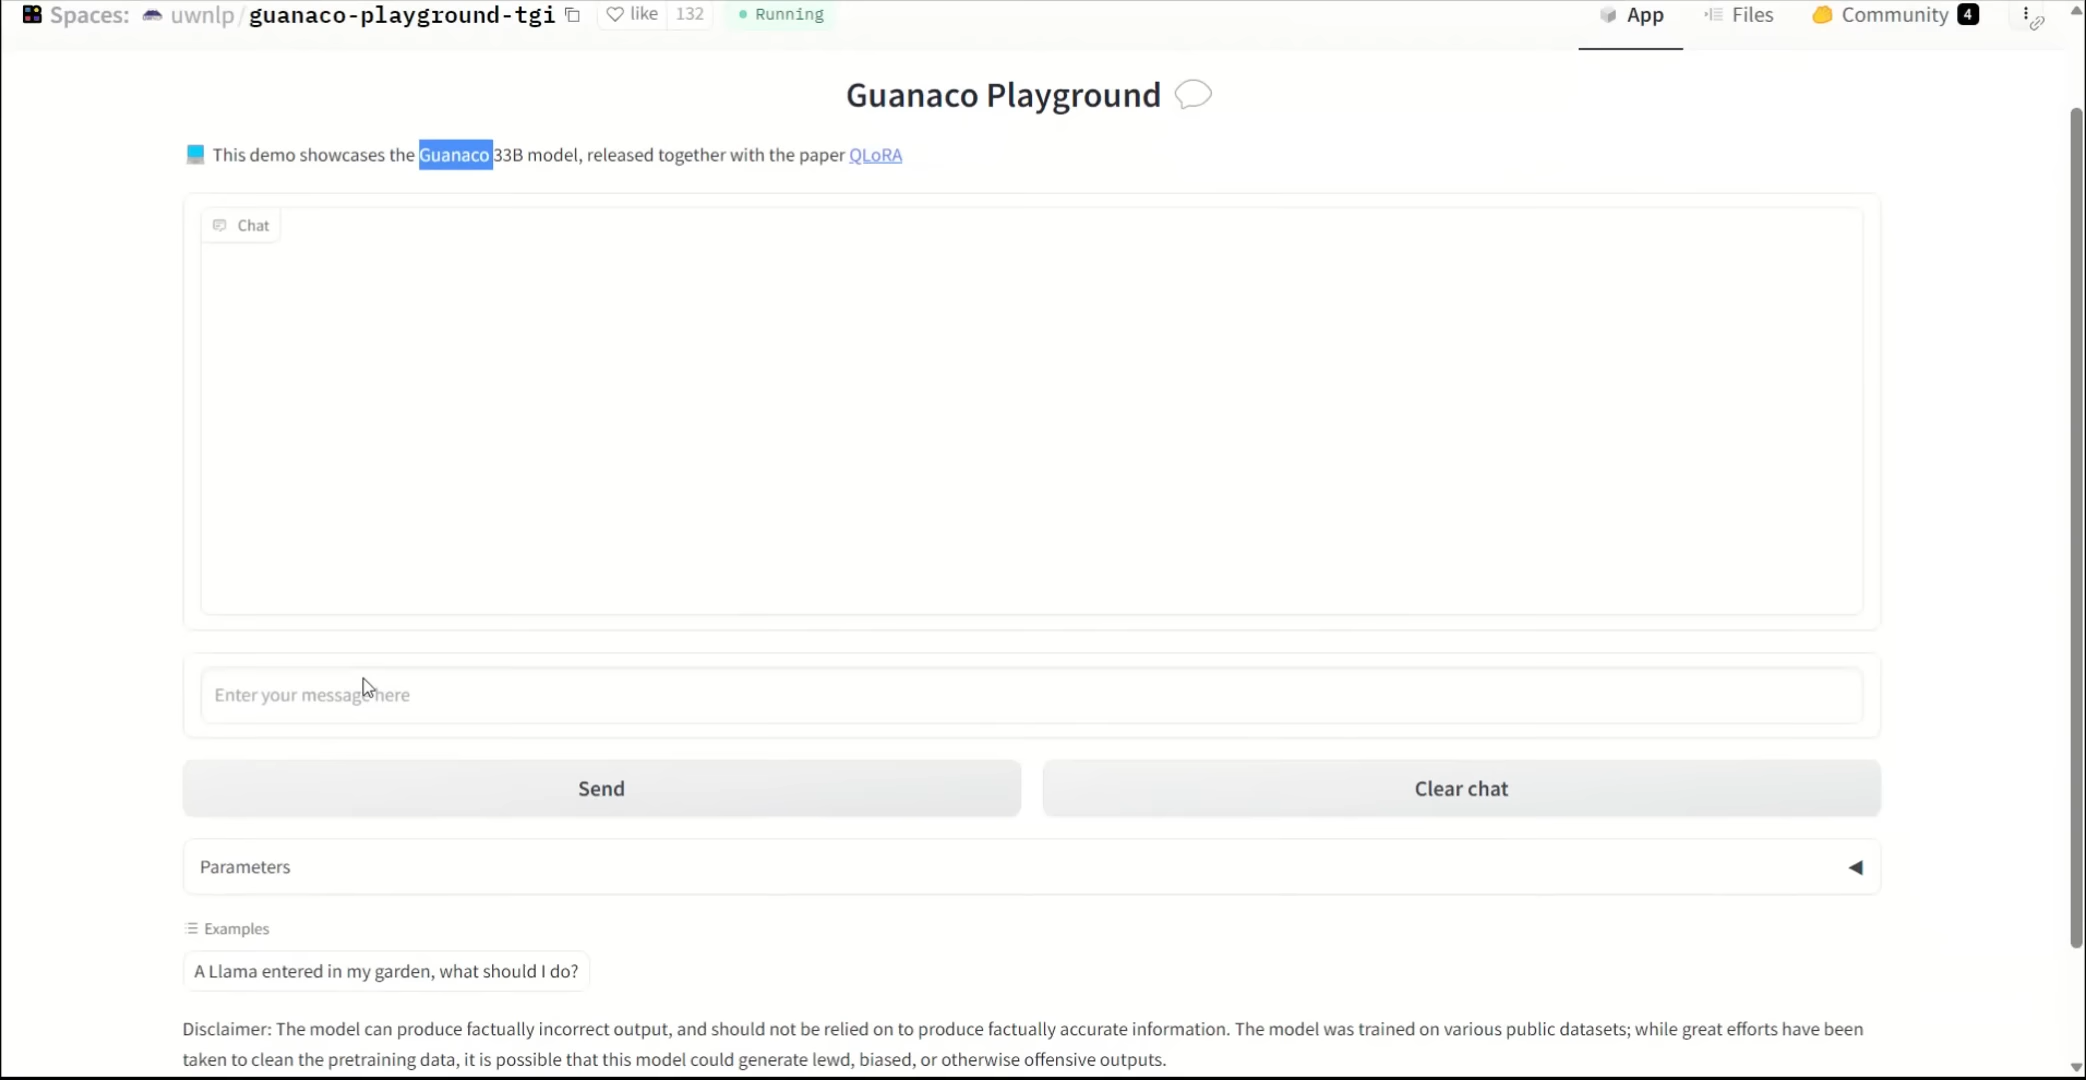 Spaces: uwnlp/guanaco-playground-tgi like 132 Running App Files Community 4
Guanaco Playground
This demo showcases the Guanaco 33B model, released together with the paper QLoRA
Chat
Enter your message here
Send Clear chat
Parameters
Examples
A Llama entered in my garden, what should I do?
Disclaimer: The model can produce factually incorrect output, and should not be relied on to produce factually accurate information. The model was trained on various public datasets; while great efforts have been
taken to clean the pretraining data, it is possible that this model could generate lewd, biased, or otherwise offensive outputs.